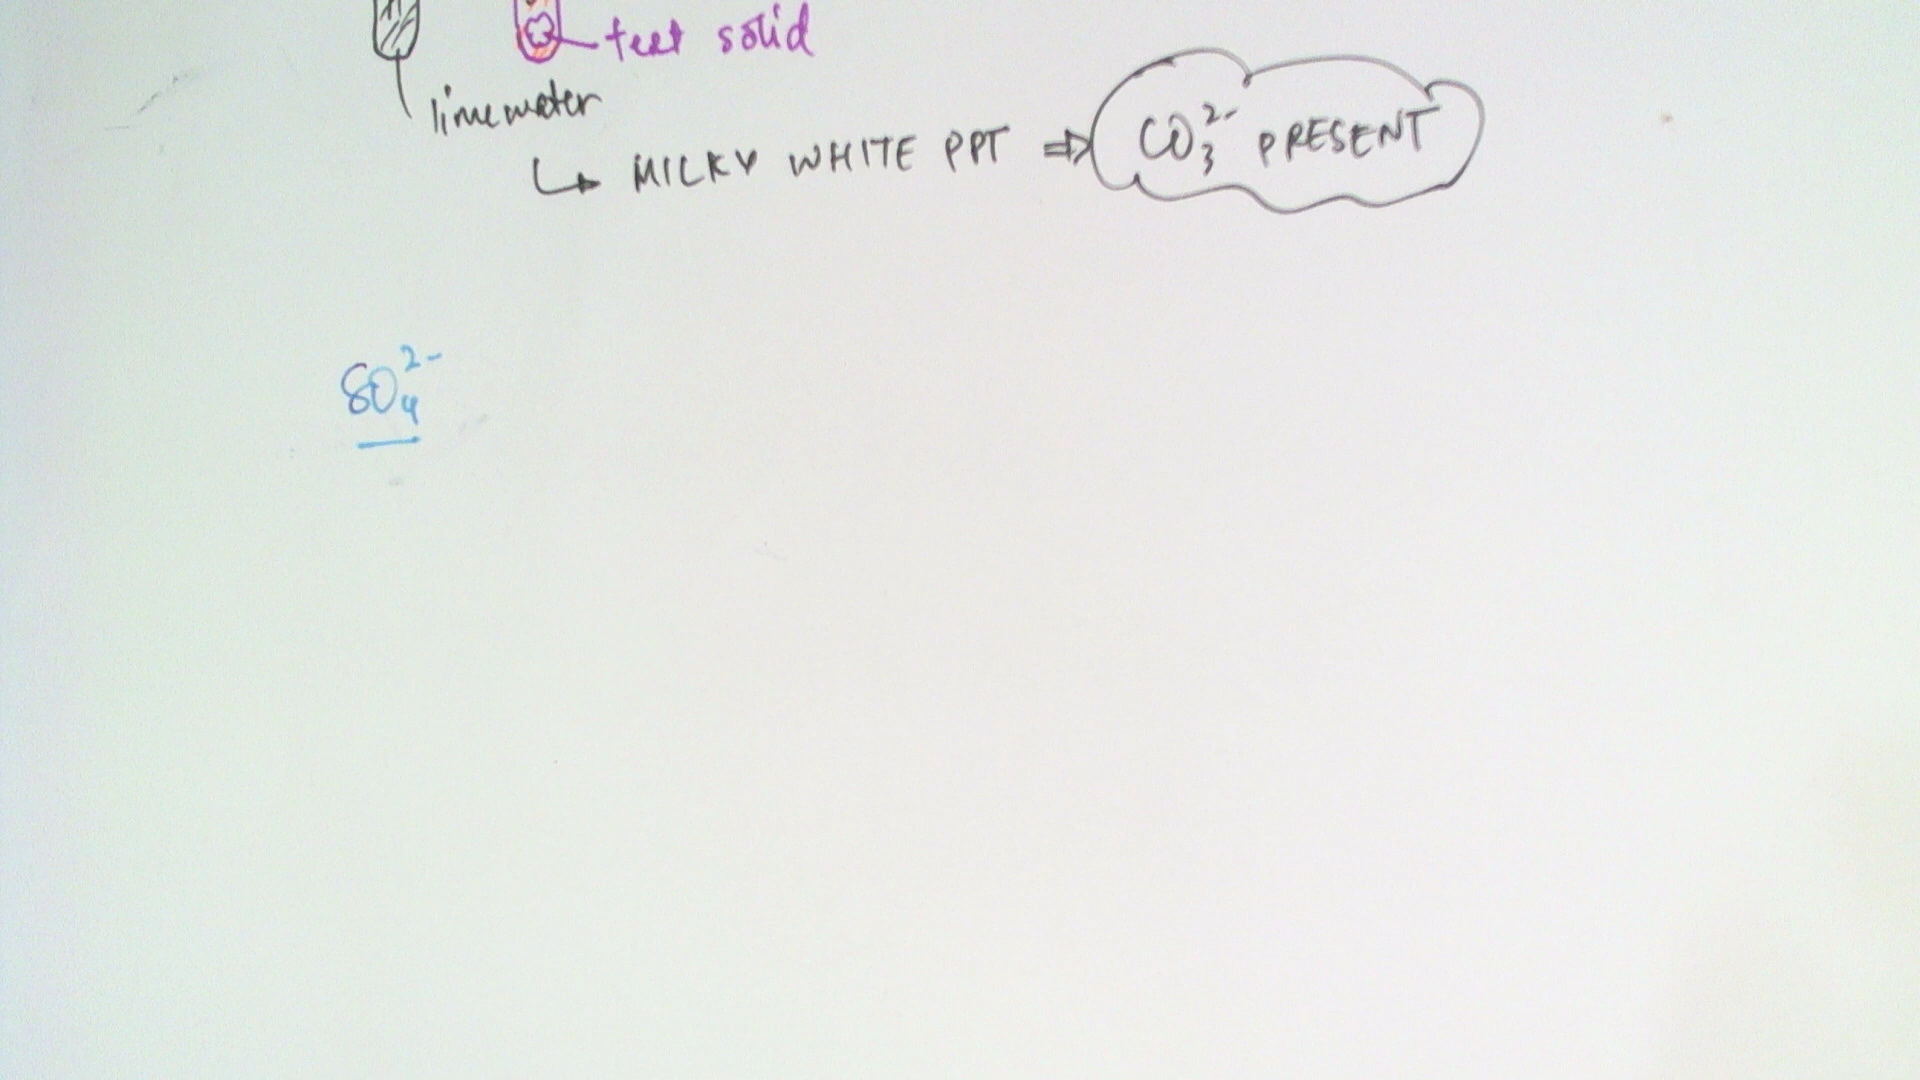 test solid
limewater
↳ MILKY WHITE PPT ⇒ CO₃²⁻ PRESENT
SO₄²⁻